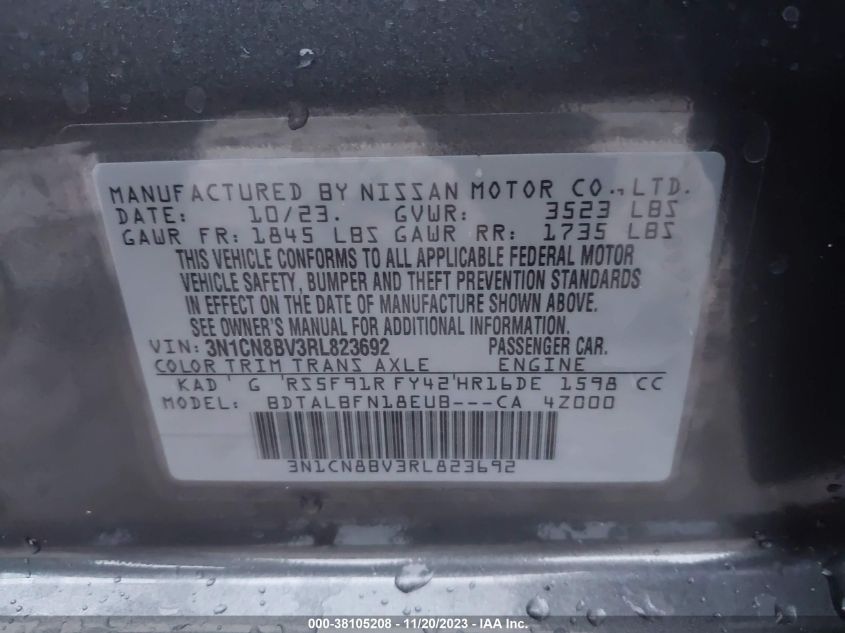 MANUFACTURED BY NISSAN MOTOR CO., LTD.
DATE: 10/23. GVWR: 3523 LBS
GAWR FR: 1845 LBS GAWR RR: 1735 LBS
THIS VEHICLE CONFORMS TO ALL APPLICABLE FEDERAL MOTOR
VEHICLE SAFETY, BUMPER AND THEFT PREVENTION STANDARDS
IN EFFECT ON THE DATE OF MANUFACTURE SHOWN ABOVE.
SEE OWNER'S MANUAL FOR ADDITIONAL INFORMATION.
VIN: 3N1CN8BV3RL823692 PASSENGER CAR.
COLOR TRIM TRANS AXLE ENGINE
KAD ' G 'RS5F91R FY42'HR16DE 1598 CC
MODEL: BDTALBFN18EUB---CA 4Z000
3N1CN8BV3RL823692
000-38105208 - 11/20/2023 - IAA Inc.